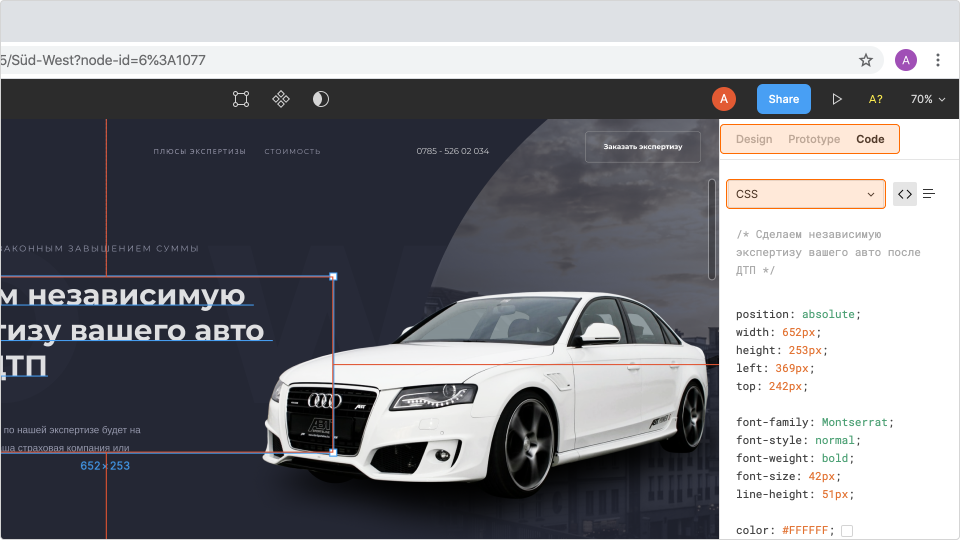 5/Süd-West?node-id=6%3A1077
A
A
Share
A?
70%
Design Prototype Code
ПЛЮСЫ ЭКСПЕРТИЗЫ СТОИМОСТЬ 0785 - 526 02 034 Заказать экспертизу
CSS
/* Сделаем независимую
экспертизу вашего авто после
ДТП */
ЗАКОННЫМ ЗАВЫШЕНИЕМ СУММЫ
м независимую
тизу вашего авто
ДТП
по нашей экспертизе будет на
ша страховая компания или
652×253
position: absolute;
width: 652px;
height: 253px;
left: 369px;
top: 242px;
font-family: Montserrat;
font-style: normal;
font-weight: bold;
font-size: 42px;
line-height: 51px;
color: #FFFFFF;